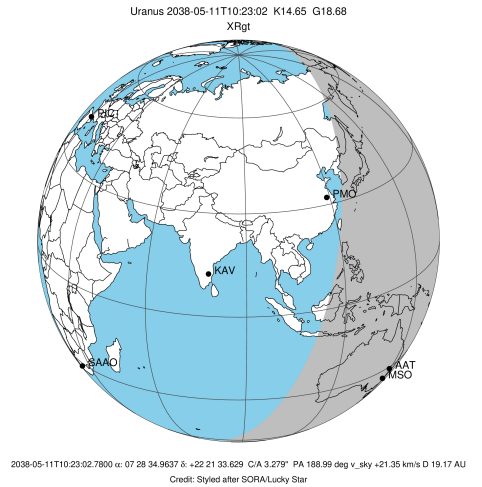 Uranus 2038-05-11T10:23:02 K14.65 G18.68
XRgt
PIC
PMO
KAV
SAAO
AAT
MSO
2038-05-11T10:23:02.7800 α: 07 28 34.9637 δ: +22 21 33.629 C/A 3.279" PA 188.99 deg v_sky +21.35 km/s D 19.17 AU
Credit: Styled after SORA/Lucky Star